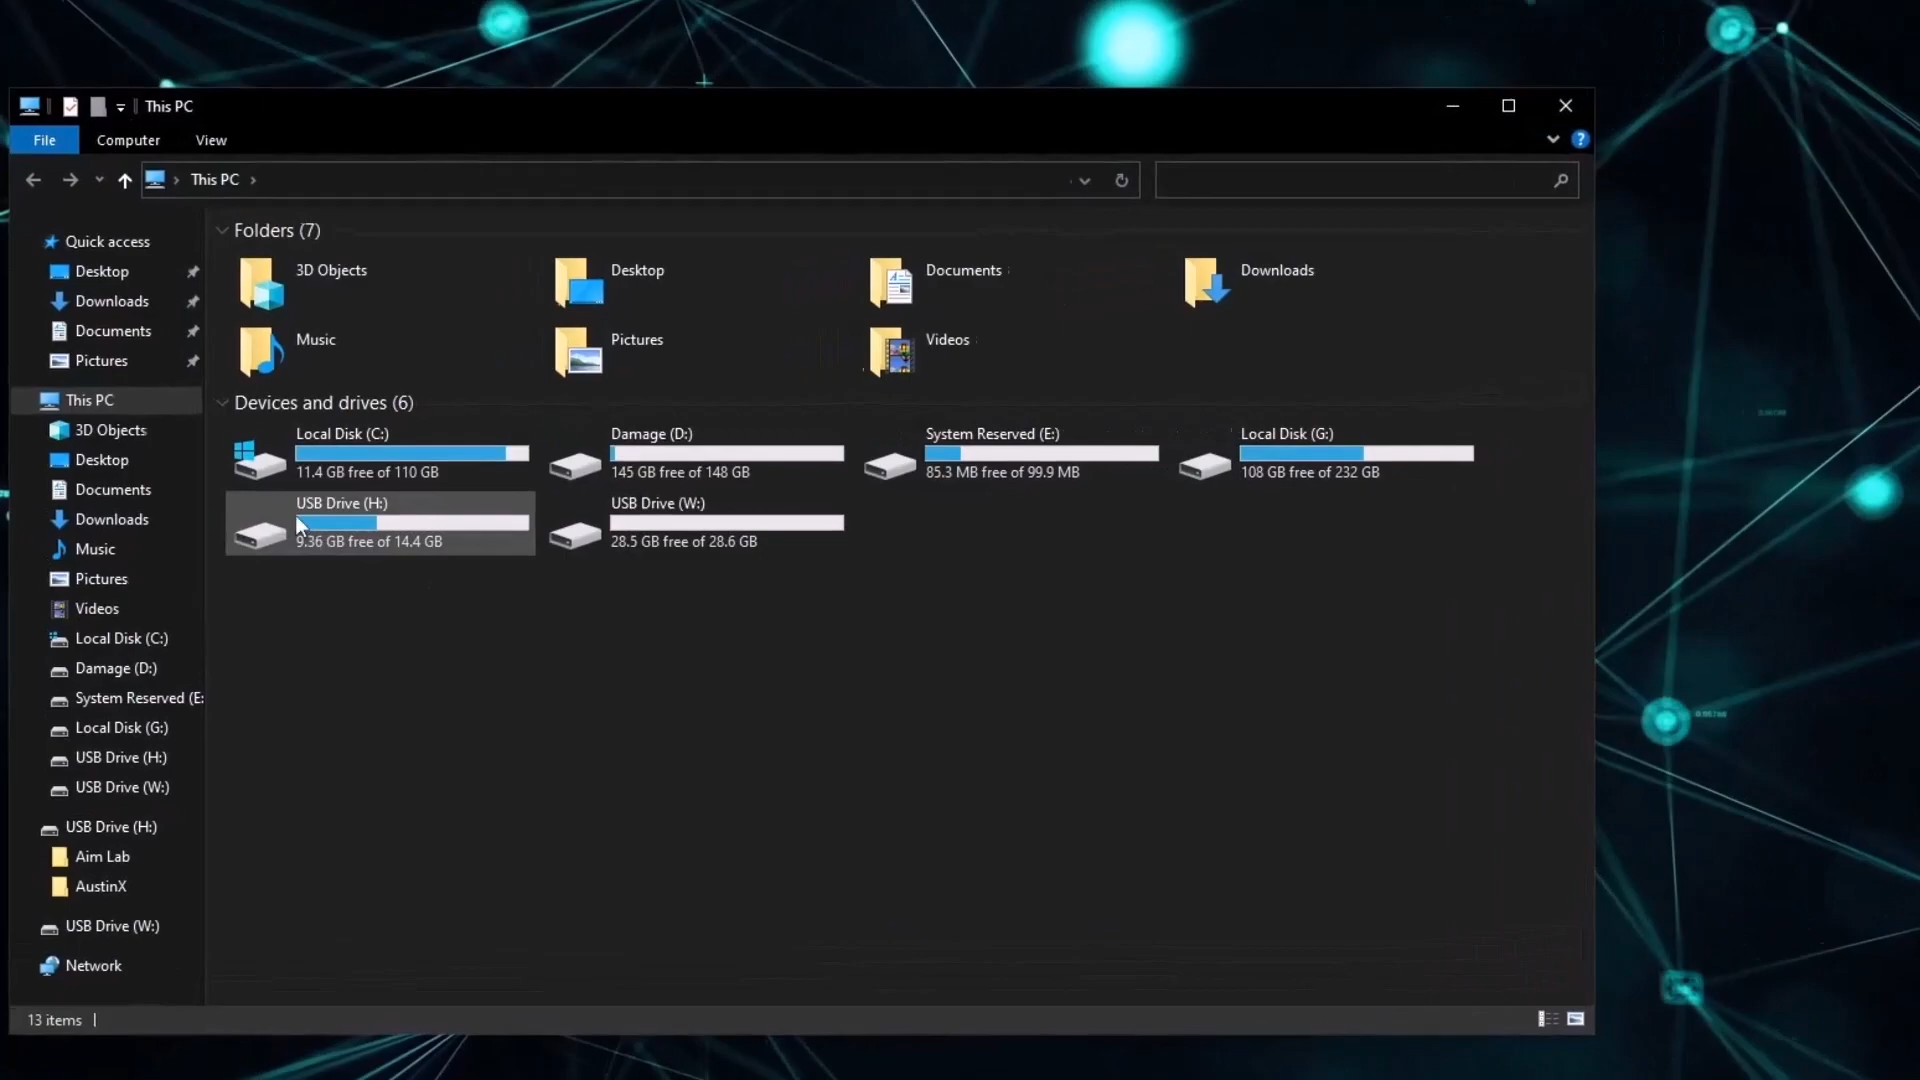 This PC
File Computer View
This PC
Quick access
Desktop
Downloads
Documents
Pictures
This PC
3D Objects
Desktop
Documents
Downloads
Music
Pictures
Videos
Local Disk (C:)
Damage (D:)
System Reserved (E:
Local Disk (G:)
USB Drive (H:)
USB Drive (W:)
USB Drive (H:)
Aim Lab
AustinX
USB Drive (W:)
Network
Folders (7)
3D Objects
Desktop
Documents
Downloads
Music
Pictures
Videos
Devices and drives (6)
Local Disk (C:)
11.4 GB free of 110 GB
Damage (D:)
145 GB free of 148 GB
System Reserved (E:)
85.3 MB free of 99.9 MB
Local Disk (G:)
108 GB free of 232 GB
USB Drive (H:)
9.36 GB free of 14.4 GB
USB Drive (W:)
28.5 GB free of 28.6 GB
13 items